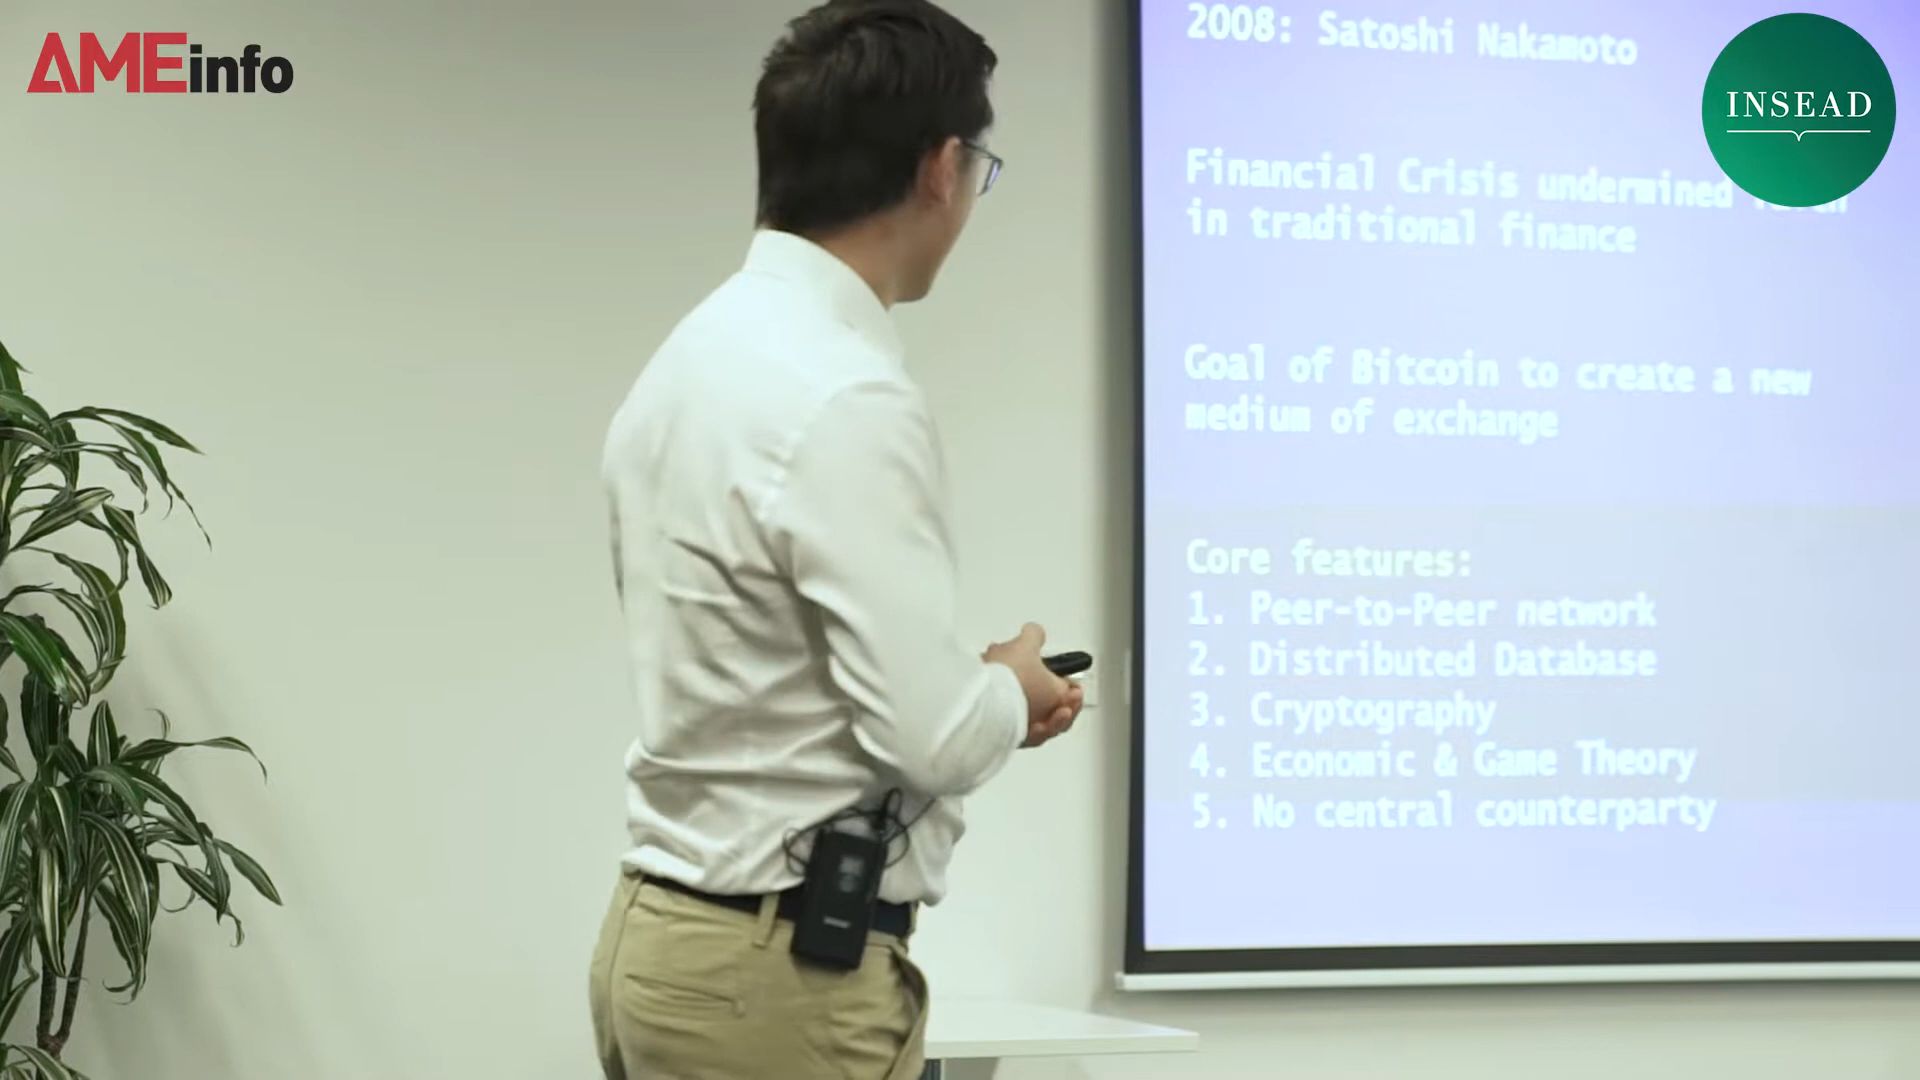 AMEinfo
INSEAD
2008: Satoshi Nakamoto
Financial Crisis undermined
in traditional finance
Goal of Bitcoin to create a new
medium of exchange
Core features:
1. Peer-to-Peer network
2. Distributed Database
3. Cryptography
4. Economic & Game Theory
5. No central counterparty